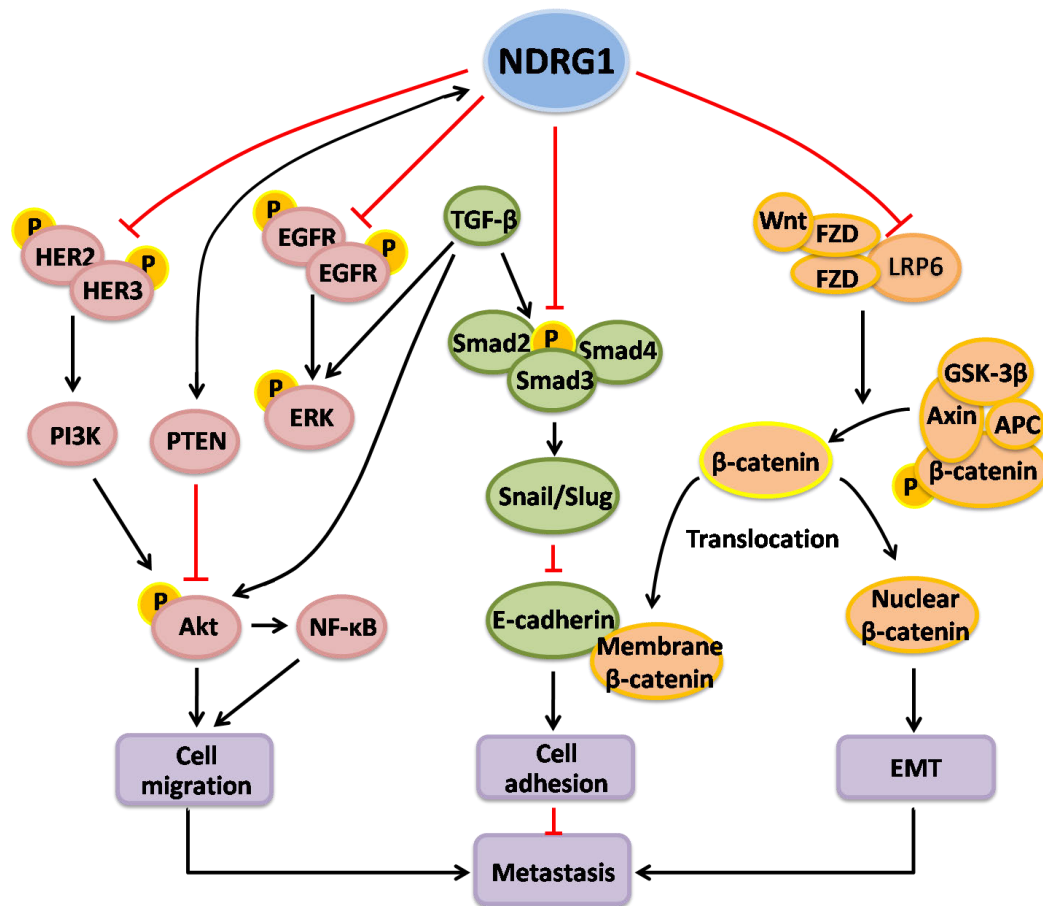 NDRG1
P
HER2
P
HER3
P
EGFR
P
EGFR
TGF-β
Wnt
FZD
FZD
LRP6
Smad2
P
Smad4
Smad3
GSK-3β
Axin
APC
β-catenin
P
PI3K
PTEN
P
ERK
β-catenin
Snail/Slug
Translocation
P
Akt
NF-κB
E-cadherin
Membrane
β-catenin
Nuclear
β-catenin
Cell
migration
Cell
adhesion
EMT
Metastasis